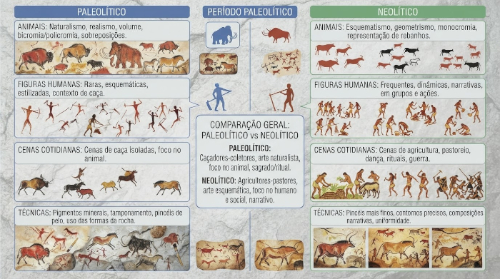 PALEOLÍTICO
ANIMAIS: Naturalismo, realismo, volume,
bicromia/policromia, sobreposições.
FIGURAS HUMANAS: Raras, esquemáticas,
estilizadas, contexto de caça.
CENAS COTIDIANAS: Cenas de caça isoladas, foco no
animal.
TÉCNICAS: Pigmentos minerais, tamponamento, pincéis de
pelo, uso das formas da rocha.
PERÍODO PALEOLÍTICO
COMPARAÇÃO GERAL:
PALEOLÍTICO vs NEOLÍTICO
PALEOLÍTICO:
Caçadores-coletores, arte naturalista,
foco no animal, sagrado/ritual.
NEOLÍTICO: Agricultores-pastores,
arte esquemática, foco no humano
e social, narrativo.
NEOLÍTICO
ANIMAIS: Esquematismo, geometrismo, monocromia,
representação de rebanhos.
FIGURAS HUMANAS: Frequentes, dinâmicas, narrativas,
em grupos e ações.
CENAS COTIDIANAS: Cenas de agricultura, pastoreio,
dança, rituais, guerra.
TÉCNICAS: Pincéis mais finos, contornos precisos, composições
narrativas, uniformidade.